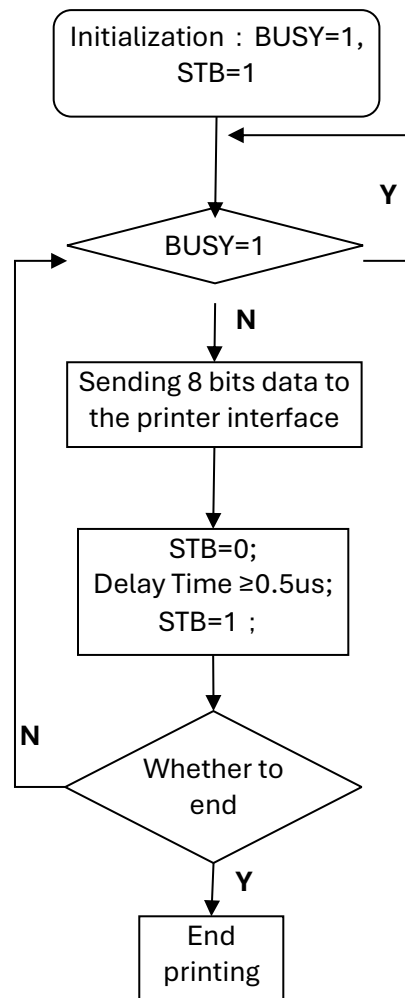 Initialization : BUSY=1,
STB=1
Y
BUSY=1
N
Sending 8 bits data to
the printer interface
STB=0;
Delay Time ≥0.5us;
STB=1 ;
N
Whether to
end
Y
End
printing